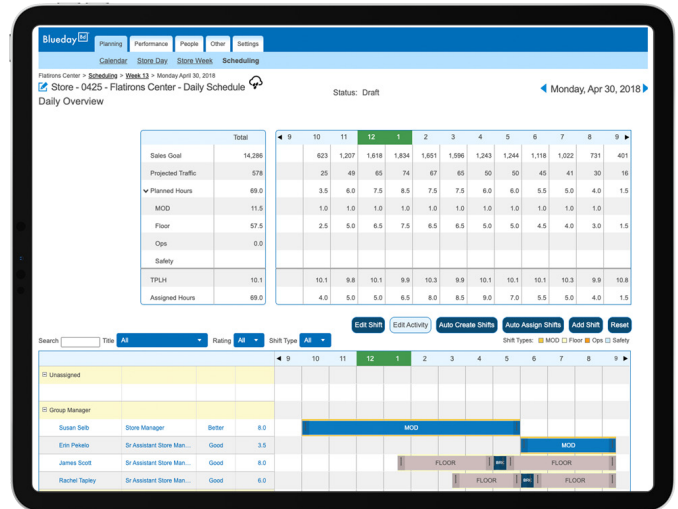 Blueday Bd Planning Performance People Other Settings
Calendar Store Day Store Week Scheduling
Flatirons Center > Scheduling > Week 13 > Monday April 30, 2018
Store - 0425 - Flatirons Center - Daily Schedule
Status: Draft
Monday, Apr 30, 2018
Daily Overview
Total 9 10 11 12 1 2 3 4 5 6 7 8 9
Sales Goal 14,286 623 1,207 1,618 1,834 1,651 1,596 1,243 1,244 1,118 1,022 731 401
Projected Traffic 578 25 49 65 74 67 65 50 50 45 41 30 16
Planned Hours 69.0 3.5 6.0 7.5 8.5 7.5 7.5 6.0 6.0 5.5 5.0 4.0 1.5
MOD 11.5 1.0 1.0 1.0 1.0 1.0 1.0 1.0 1.0 1.0 1.0 1.0
Floor 57.5 2.5 5.0 6.5 7.5 6.5 6.5 5.0 5.0 4.5 4.0 3.0 1.5
Ops 0.0
Safety
TPLH 10.1 10.1 9.8 10.1 9.9 10.3 9.9 10.1 10.1 10.1 10.3 9.9 10.8
Assigned Hours 69.0 4.0 5.0 5.0 6.5 8.0 8.5 9.0 7.0 5.5 5.0 4.0 1.5
Edit Shift Edit Activity Auto Create Shifts Auto Assign Shifts Add Shift Reset
Search Title All Rating All Shift Type All Shift Types: MOD Floor Ops Safety
9 10 11 12 1 2 3 4 5 6 7 8 9
Unassigned
Group Manager
Susan Selb Store Manager Better 8.0 MOD
Erin Pekelo Sr Assistant Store Man... Good 3.5 MOD
James Scott Sr Assistant Store Man... Good 8.0 FLOOR BRK FLOOR
Rachel Tapley Sr Assistant Store Man... Good 6.0 FLOOR BRK FLOOR